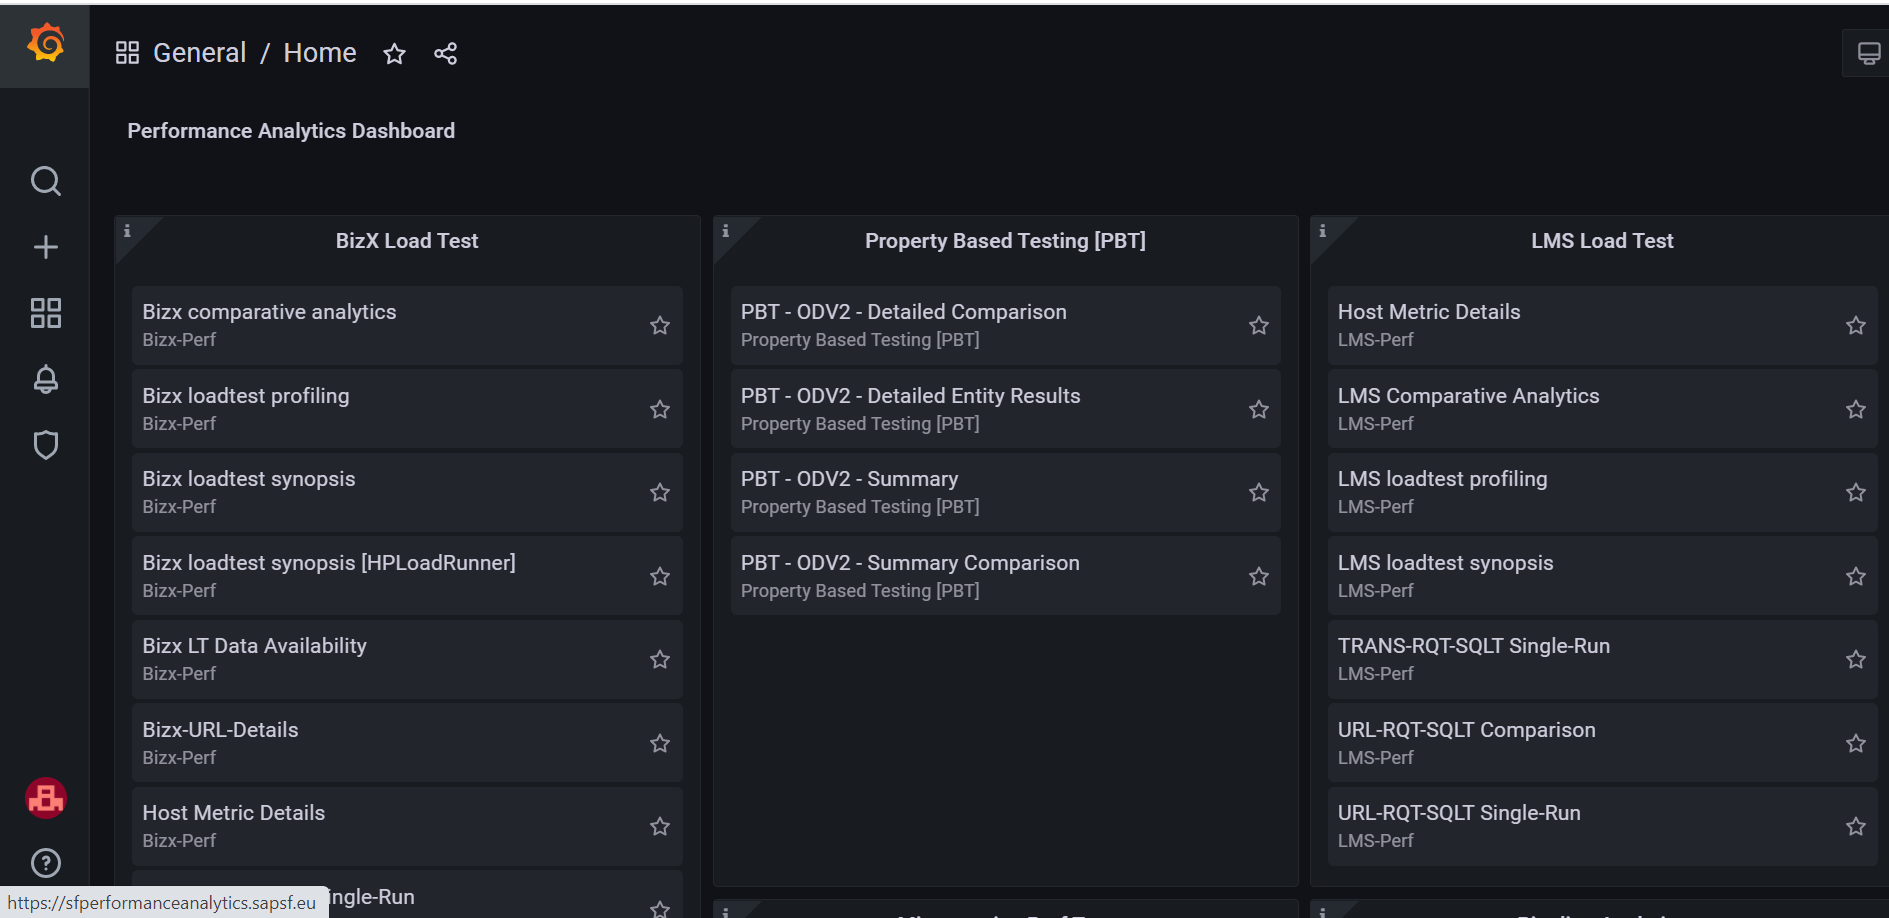 General / Home
Performance Analytics Dashboard
BizX Load Test
Bizx comparative analytics
Bizx-Perf
Bizx loadtest profiling
Bizx-Perf
Bizx loadtest synopsis
Bizx-Perf
Bizx loadtest synopsis [HPLoadRunner]
Bizx-Perf
Bizx LT Data Availability
Bizx-Perf
Bizx-URL-Details
Bizx-Perf
Host Metric Details
Bizx-Perf
ingle-Run
Property Based Testing [PBT]
PBT - ODV2 - Detailed Comparison
Property Based Testing [PBT]
PBT - ODV2 - Detailed Entity Results
Property Based Testing [PBT]
PBT - ODV2 - Summary
Property Based Testing [PBT]
PBT - ODV2 - Summary Comparison
Property Based Testing [PBT]
LMS Load Test
Host Metric Details
LMS-Perf
LMS Comparative Analytics
LMS-Perf
LMS loadtest profiling
LMS-Perf
LMS loadtest synopsis
LMS-Perf
TRANS-RQT-SQLT Single-Run
LMS-Perf
URL-RQT-SQLT Comparison
LMS-Perf
URL-RQT-SQLT Single-Run
LMS-Perf
https://sfperformanceanalytics.sapsf.eu